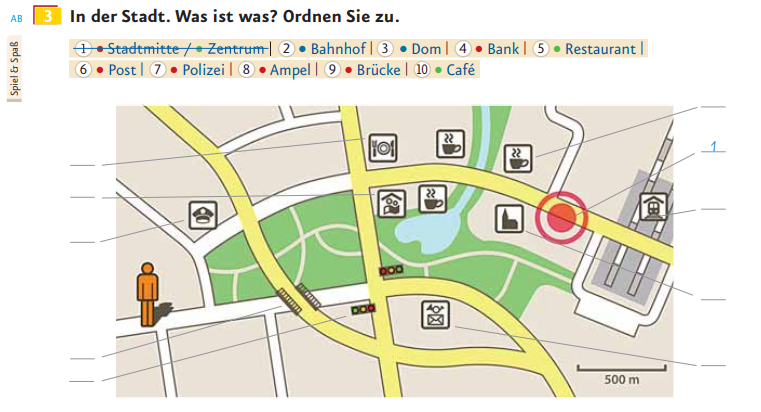 AB 3 In der Stadt. Was ist was? Ordnen Sie zu.
1 • Stadtmitte / • Zentrum | 2 • Bahnhof | 3 • Dom | 4 • Bank | 5 • Restaurant |
6 • Post | 7 • Polizei | 8 • Ampel | 9 • Brücke | 10 • Café
Spiel & Spaß
1
500 m